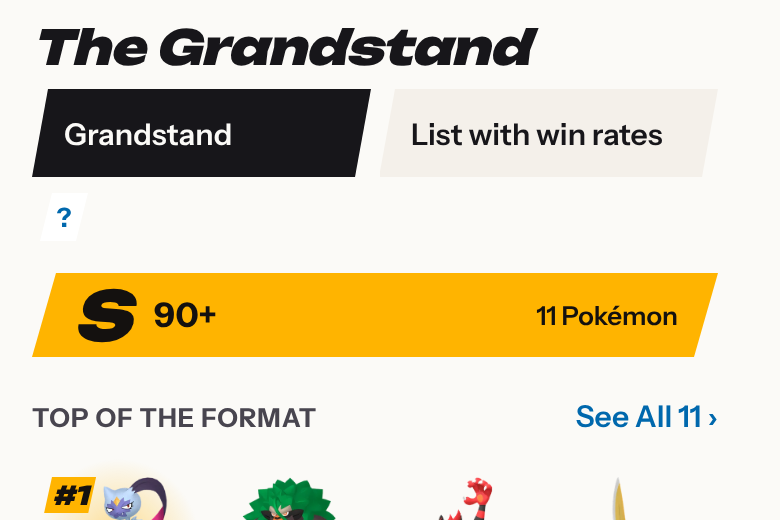 The Grandstand
Grandstand
List with win rates
?
S 90+ 11 Pokémon
TOP OF THE FORMAT See All 11 ›
#1